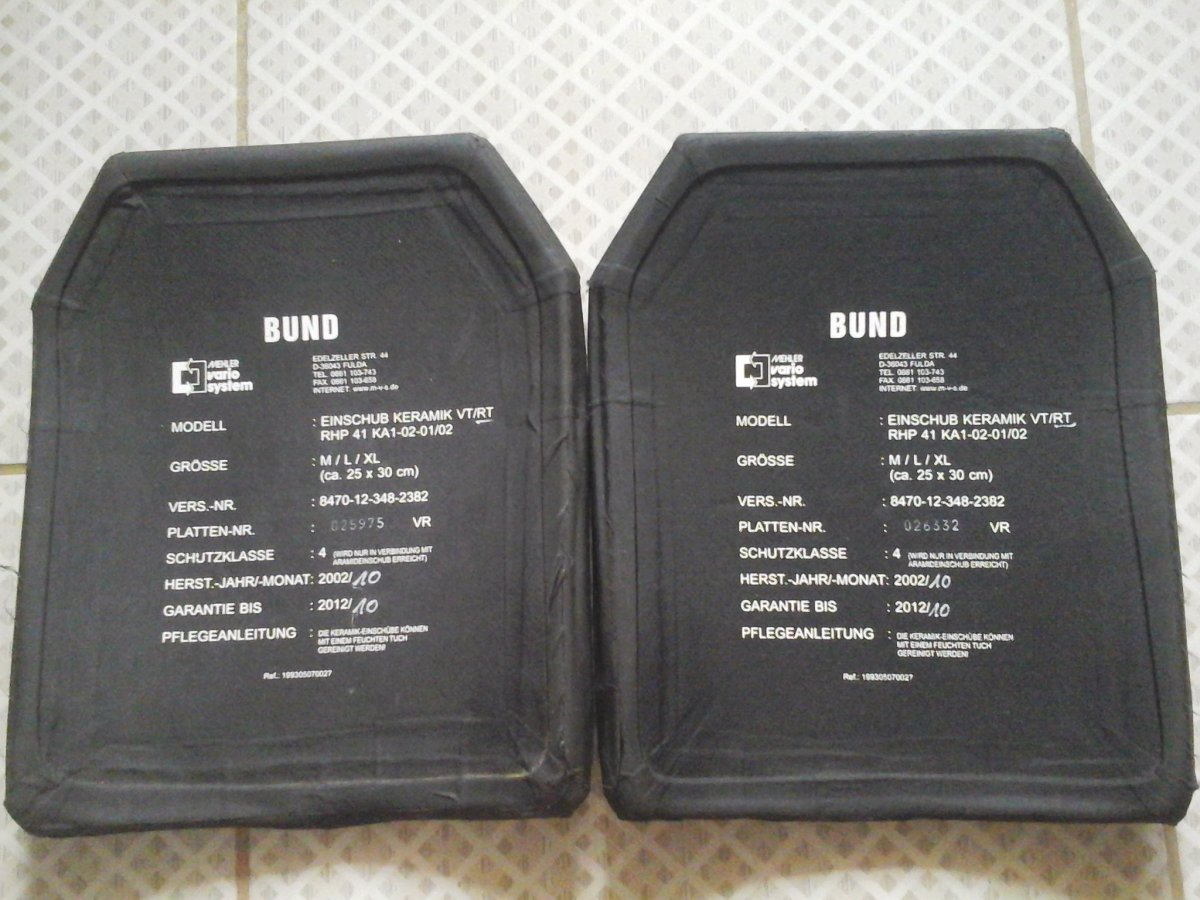 BUND
MEHLER
vario
system
EDELZELLER STR. 44
D-36043 FULDA
TEL. 0661 103-743
FAX. 0661 103-658
INTERNET: www.m-v-s.de
MODELL : EINSCHUB KERAMIK VT/RT
RHP 41 KA1-02-01/02
GRÖSSE : M / L / XL
(ca. 25 x 30 cm)
VERS.-NR. : 8470-12-348-2382
PLATTEN-NR. : 025975 VR
SCHUTZKLASSE : 4 (WIRD NUR IN VERBINDUNG MIT
ARAMIDEINSCHUB ERREICHT)
HERST.-JAHR/-MONAT: 2002/10
GARANTIE BIS : 2012/10
PFLEGEANLEITUNG : DIE KERAMIK-EINSCHÜBE KÖNNEN
MIT EINEM FEUCHTEN TUCH
GEREINIGT WERDEN!
Ref.: 199305070027
BUND
MEHLER
vario
system
EDELZELLER STR. 44
D-36043 FULDA
TEL. 0661 103-743
FAX. 0661 103-658
INTERNET: www.m-v-s.de
MODELL : EINSCHUB KERAMIK VT/RT
RHP 41 KA1-02-01/02
GRÖSSE : M / L / XL
(ca. 25 x 30 cm)
VERS.-NR. : 8470-12-348-2382
PLATTEN-NR. : 026332 VR
SCHUTZKLASSE : 4 (WIRD NUR IN VERBINDUNG MIT
ARAMIDEINSCHUB ERREICHT)
HERST.-JAHR/-MONAT: 2002/10
GARANTIE BIS : 2012/10
PFLEGEANLEITUNG : DIE KERAMIK-EINSCHÜBE KÖNNEN
MIT EINEM FEUCHTEN TUCH
GEREINIGT WERDEN!
Ref.: 199305070027